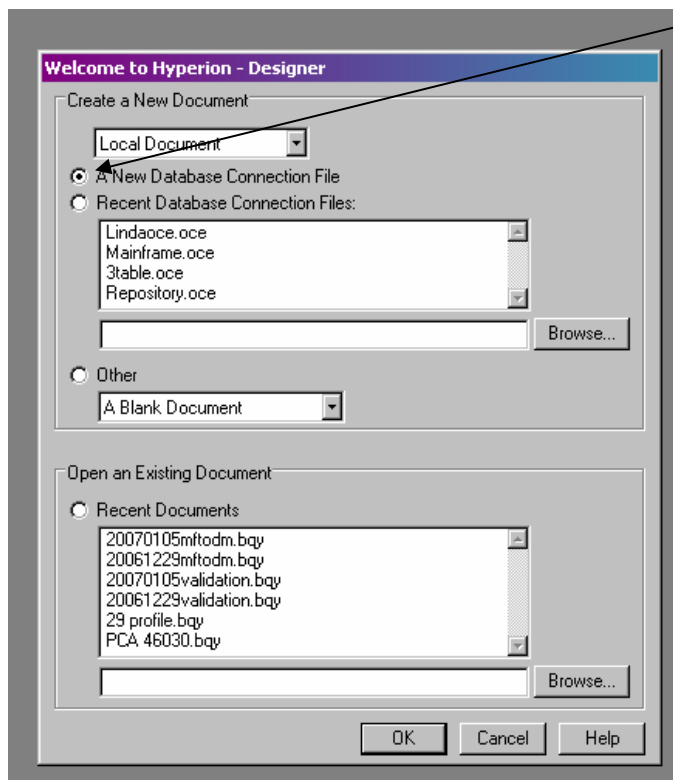 Welcome to Hyperion - Designer
Create a New Document
Local Document
A New Database Connection File
Recent Database Connection Files:
Lindaoce.oce
Mainframe.oce
3table.oce
Repository.oce
Browse...
Other
A Blank Document
Open an Existing Document
Recent Documents
20070105mftodm.bqy
20061229mftodm.bqy
20070105validation.bqy
20061229validation.bqy
29 profile.bqy
PCA 46030.bqy
Browse...
OK Cancel Help